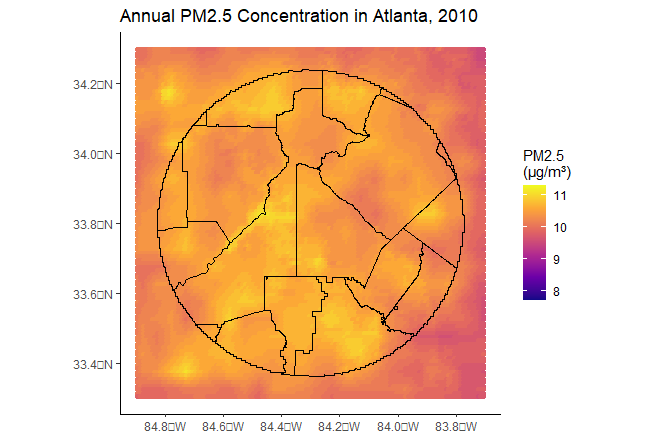 Annual PM2.5 Concentration in Atlanta, 2010
34.2□N
34.0□N
33.8□N
33.6□N
33.4□N
84.8□W 84.6□W 84.4□W 84.2□W 84.0□W 83.8□W
PM2.5
(µg/m³)
11
10
9
8